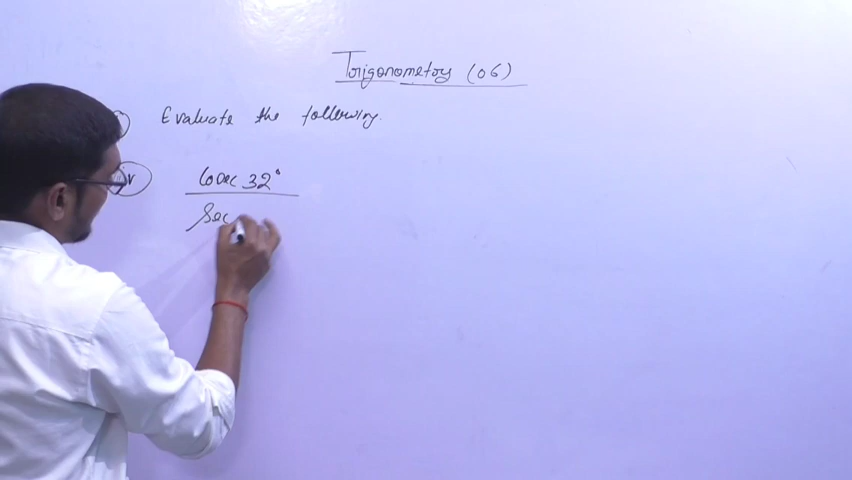 Trigonometry (06)
Evaluate the following.
Cosec 32°
Sec